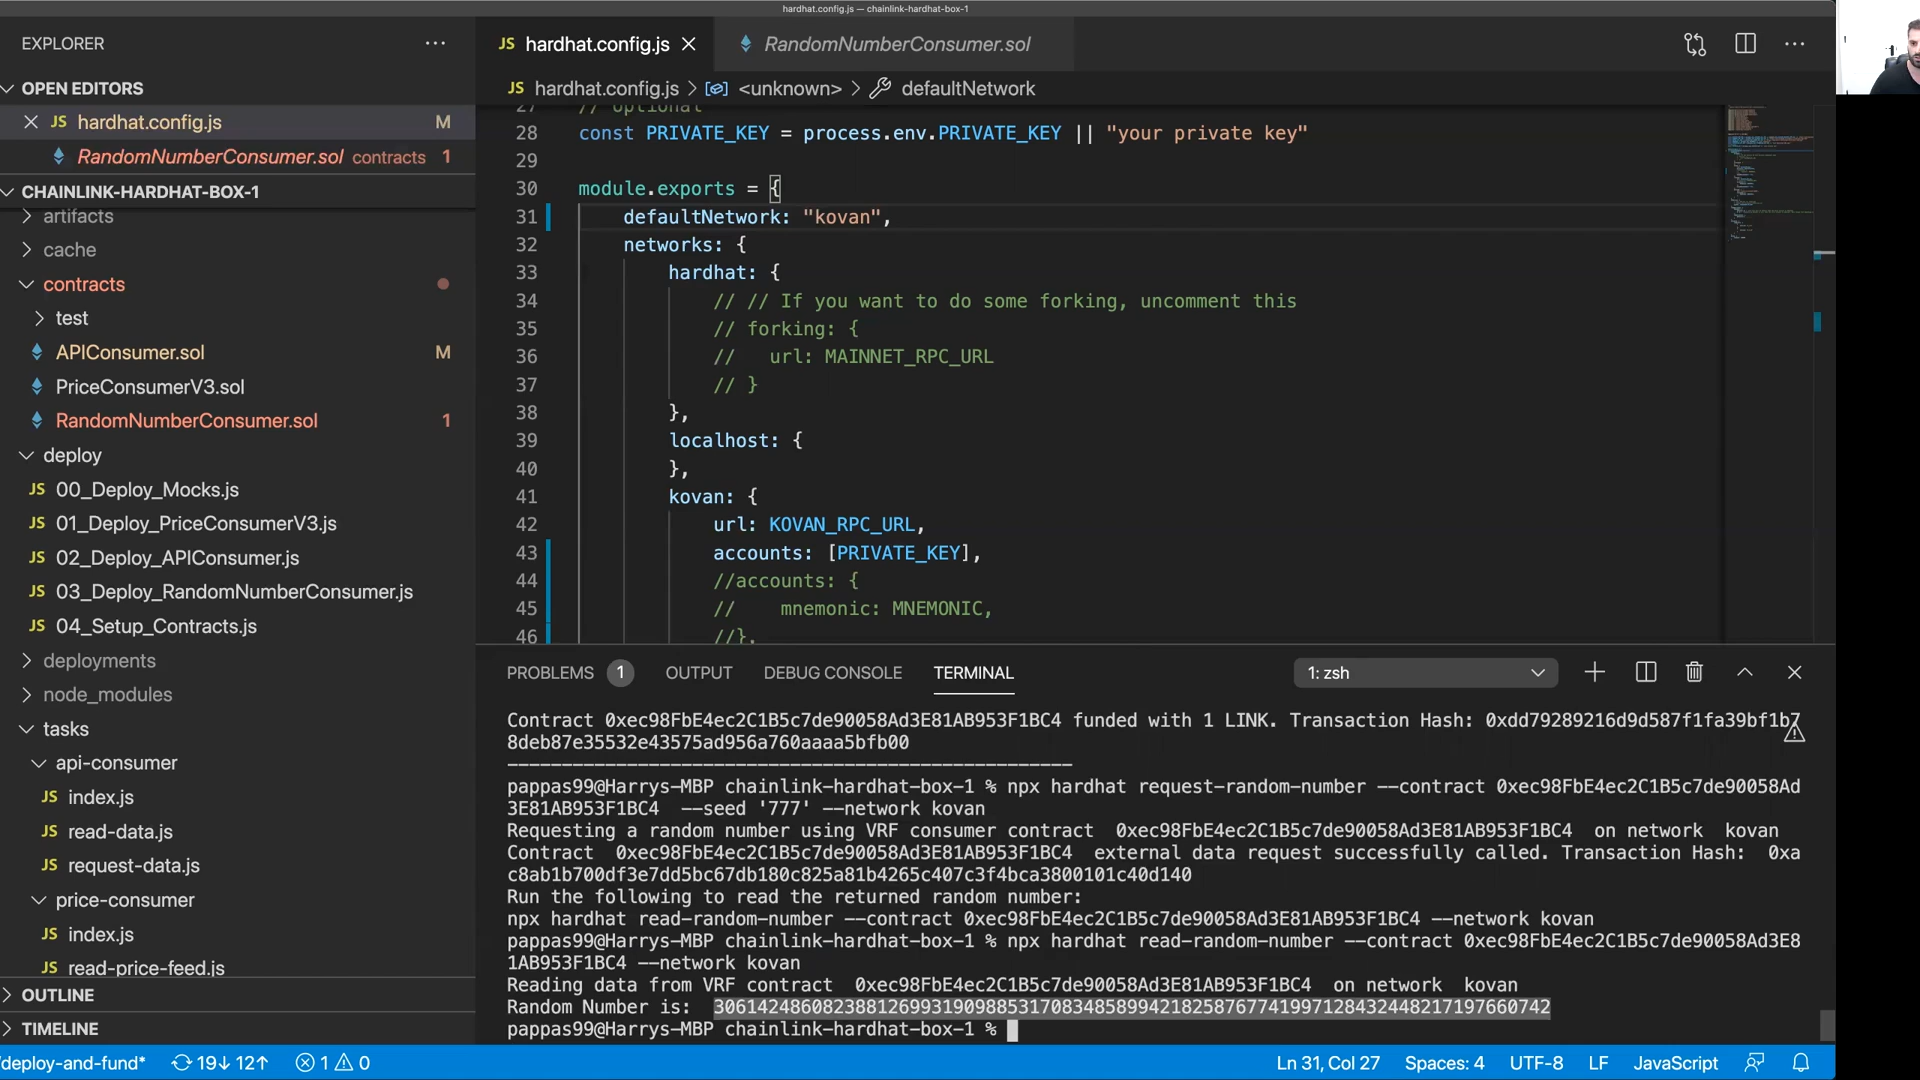 hardhat.config.js — chainlink-hardhat-box-1
EXPLORER
OPEN EDITORS
JS hardhat.config.js M
RandomNumberConsumer.sol contracts 1
CHAINLINK-HARDHAT-BOX-1
artifacts
cache
contracts
test
APIConsumer.sol M
PriceConsumerV3.sol
RandomNumberConsumer.sol 1
deploy
JS 00_Deploy_Mocks.js
JS 01_Deploy_PriceConsumerV3.js
JS 02_Deploy_APIConsumer.js
JS 03_Deploy_RandomNumberConsumer.js
JS 04_Setup_Contracts.js
deployments
node_modules
tasks
api-consumer
JS index.js
JS read-data.js
JS request-data.js
price-consumer
JS index.js
JS read-price-feed.js
OUTLINE
TIMELINE
JS hardhat.config.js
RandomNumberConsumer.sol
JS hardhat.config.js > <unknown> > defaultNetwork
27 // optional
28 const PRIVATE_KEY = process.env.PRIVATE_KEY || "your private key"
29
30 module.exports = {
31 defaultNetwork: "kovan",
32 networks: {
33 hardhat: {
34 // // If you want to do some forking, uncomment this
35 // forking: {
36 // url: MAINNET_RPC_URL
37 // }
38 },
39 localhost: {
40 },
41 kovan: {
42 url: KOVAN_RPC_URL,
43 accounts: [PRIVATE_KEY],
44 //accounts: {
45 // mnemonic: MNEMONIC,
46 //},
PROBLEMS 1 OUTPUT DEBUG CONSOLE TERMINAL 1: zsh
Contract 0xec98FbE4ec2C1B5c7de90058Ad3E81AB953F1BC4 funded with 1 LINK. Transaction Hash: 0xdd79289216d9d587f1fa39bf1b7
8deb87e35532e43575ad956a760aaaa5bfb00
-------------------------------------------------
pappas99@Harrys-MBP chainlink-hardhat-box-1 % npx hardhat request-random-number --contract 0xec98FbE4ec2C1B5c7de90058Ad
3E81AB953F1BC4 --seed '777' --network kovan
Requesting a random number using VRF consumer contract 0xec98FbE4ec2C1B5c7de90058Ad3E81AB953F1BC4 on network kovan
Contract 0xec98FbE4ec2C1B5c7de90058Ad3E81AB953F1BC4 external data request successfully called. Transaction Hash: 0xa
c8ab1b700df3e7dd5bc67db180c825a81b4265c407c3f4bca3800101c40d140
Run the following to read the returned random number:
npx hardhat read-random-number --contract 0xec98FbE4ec2C1B5c7de90058Ad3E81AB953F1BC4 --network kovan
pappas99@Harrys-MBP chainlink-hardhat-box-1 % npx hardhat read-random-number --contract 0xec98FbE4ec2C1B5c7de90058Ad3E8
1AB953F1BC4 --network kovan
Reading data from VRF contract 0xec98FbE4ec2C1B5c7de90058Ad3E81AB953F1BC4 on network kovan
Random Number is: 30614248608238812699319098853170834858994218258767741997128432448217197660742
pappas99@Harrys-MBP chainlink-hardhat-box-1 %
/deploy-and-fund* 19↓ 12↑ 1 0 Ln 31, Col 27 Spaces: 4 UTF-8 LF JavaScript